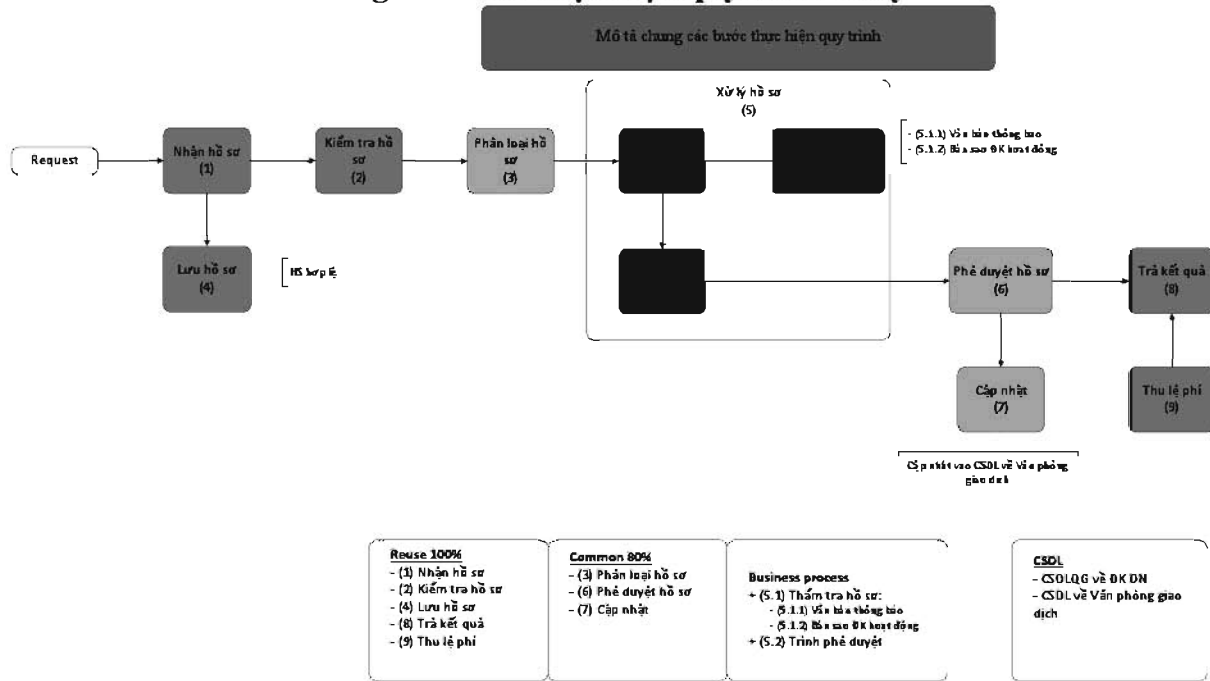 Mô tả chung các bước thực hiện quy trình
Xử lý hồ sơ
(5)
- (5.1.1) Văn bản thông báo
- (5.1.2) Bản sao ĐK hoạt động
Request
Nhận hồ sơ
(1)
Kiểm tra hồ
sơ
(2)
Phân loại hồ
sơ
(3)
Lưu hồ sơ
(4)
HS hợp lệ
Phê duyệt hồ sơ
(6)
Trả kết quả
(8)
Cập nhật
(7)
Thu lệ phí
(9)
Cập nhật vào CSDL về Văn phòng
giao dịch
Reuse 100%
- (1) Nhận hồ sơ
- (2) Kiểm tra hồ sơ
- (4) Lưu hồ sơ
- (8) Trả kết quả
- (9) Thu lệ phí
Common 80%
- (3) Phân loại hồ sơ
- (6) Phê duyệt hồ sơ
- (7) Cập nhật
Business process
+ (5.1) Thẩm tra hồ sơ:
- (5.1.1) Văn bản thông báo
- (5.1.2) Bản sao ĐK hoạt động
+ (5.2) Trình phê duyệt
CSDL
- CSDLQG về ĐK DN
- CSDL về Văn phòng giao
dịch